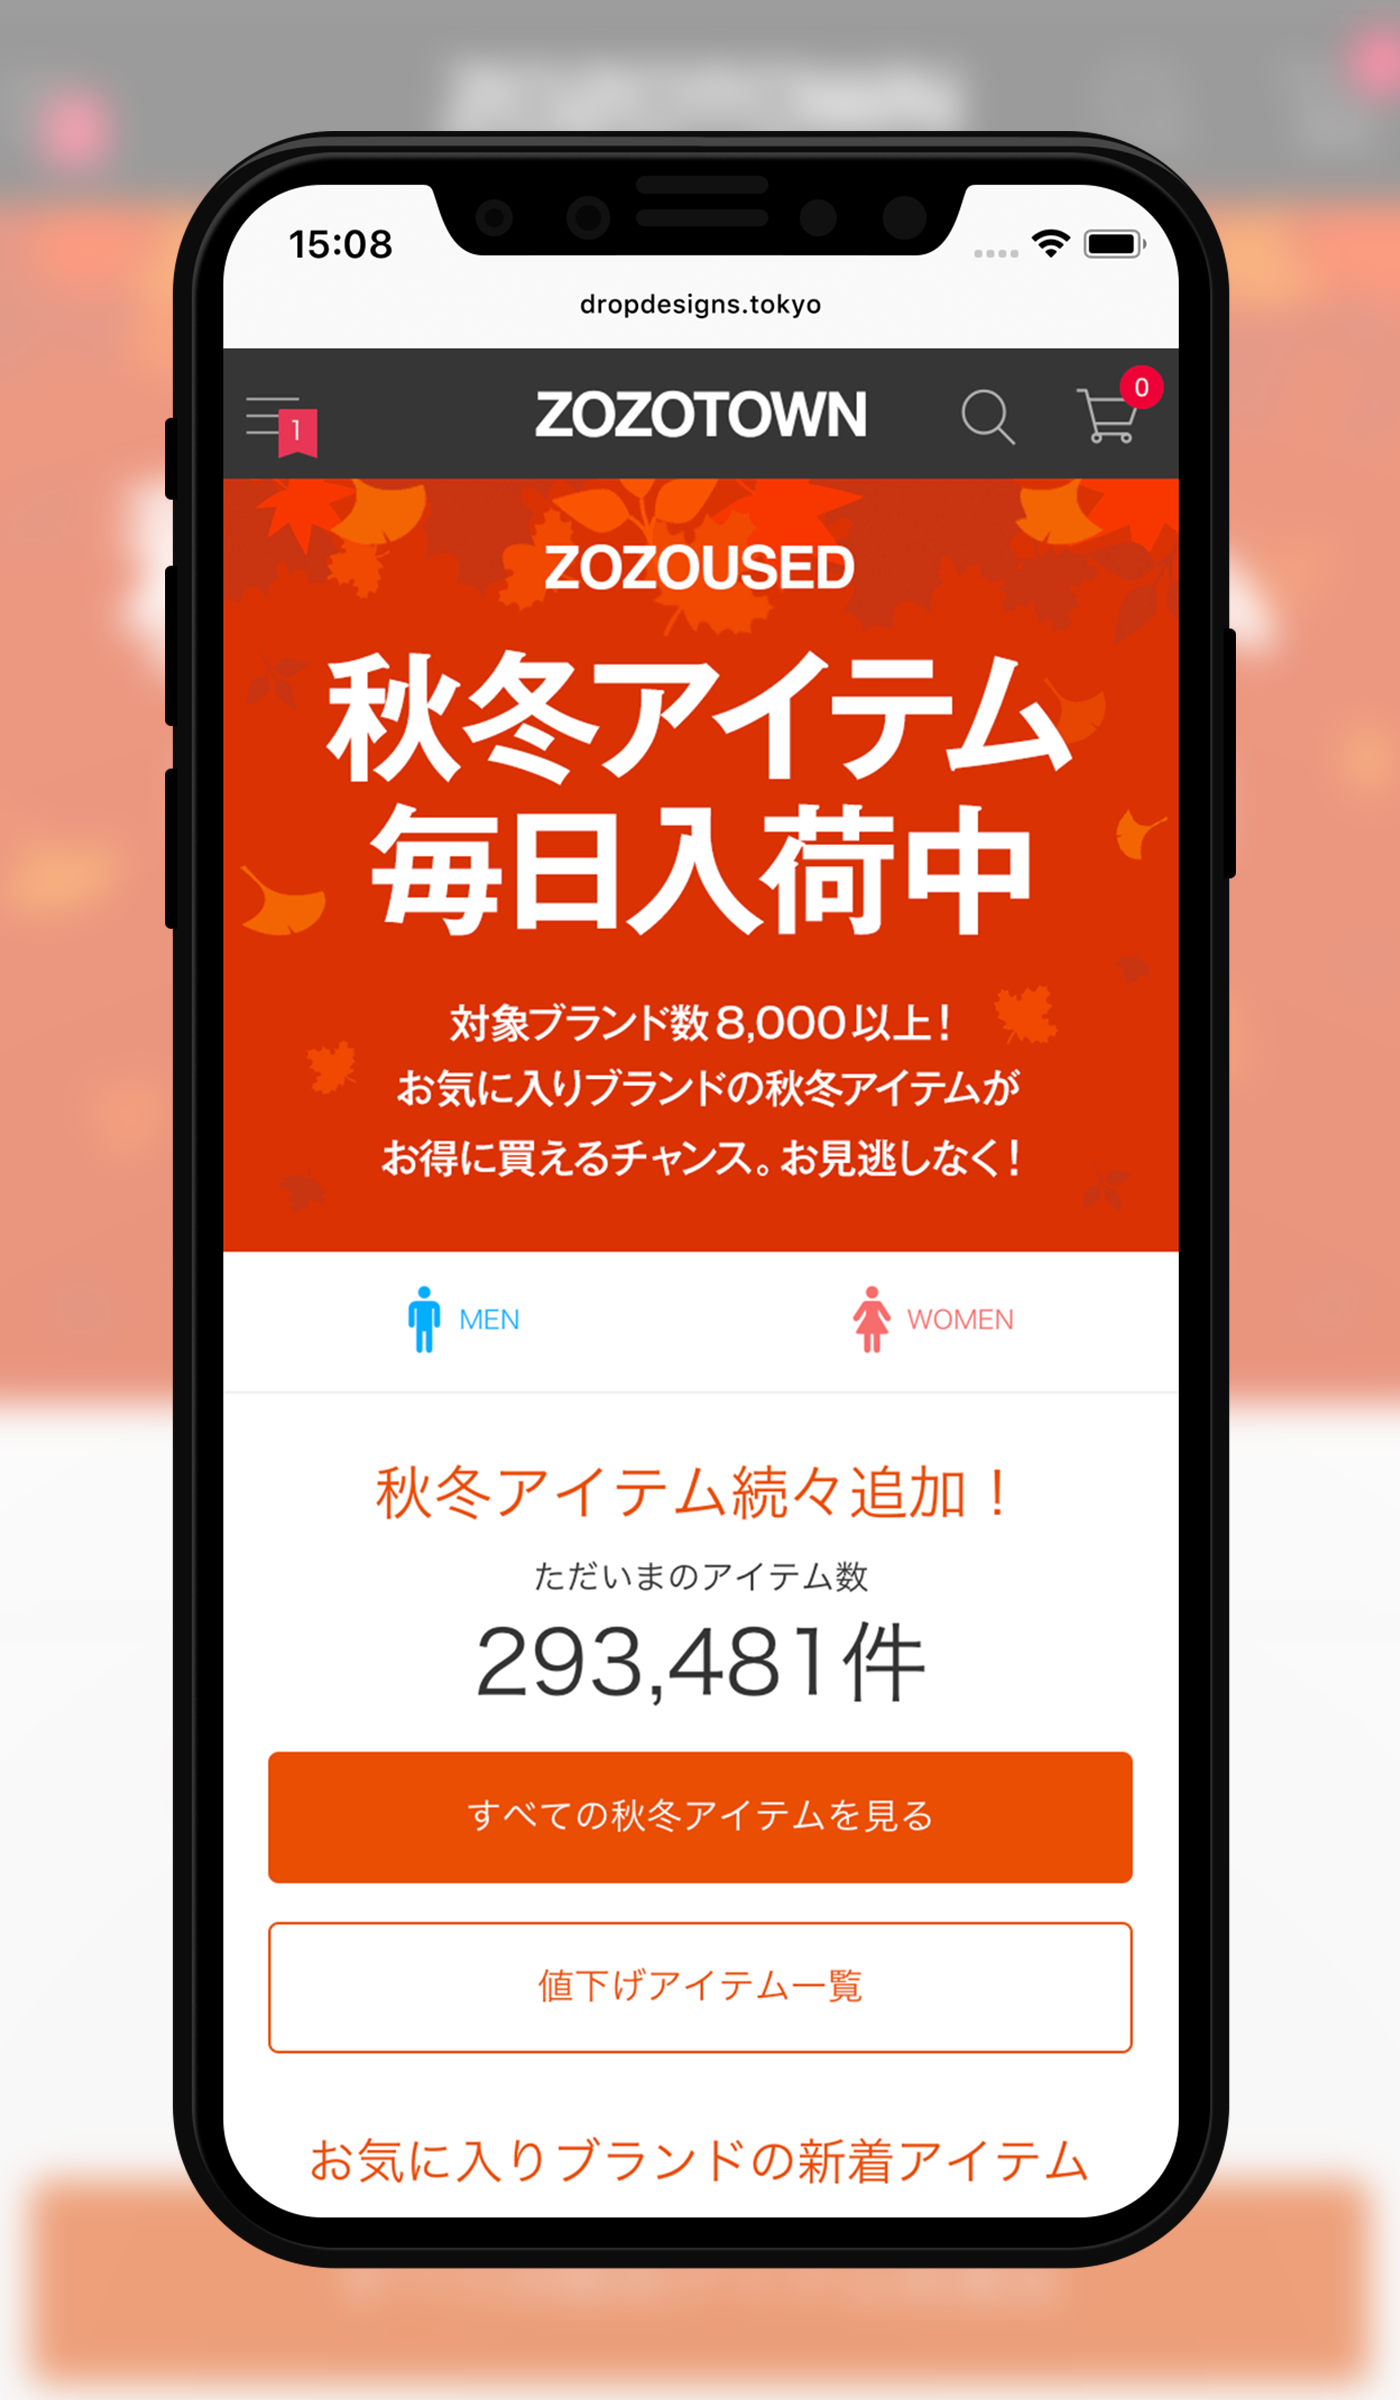 15:08
dropdesigns.tokyo
1
ZOZOTOWN
0
ZOZOUSED
秋冬アイテム
毎日入荷中
対象ブランド数8,000以上！
お気に入りブランドの秋冬アイテムが
お得に買えるチャンス。お見逃しなく！
MEN
WOMEN
秋冬アイテム続々追加！
ただいまのアイテム数
293,481件
すべての秋冬アイテムを見る
値下げアイテム一覧
お気に入りブランドの新着アイテム